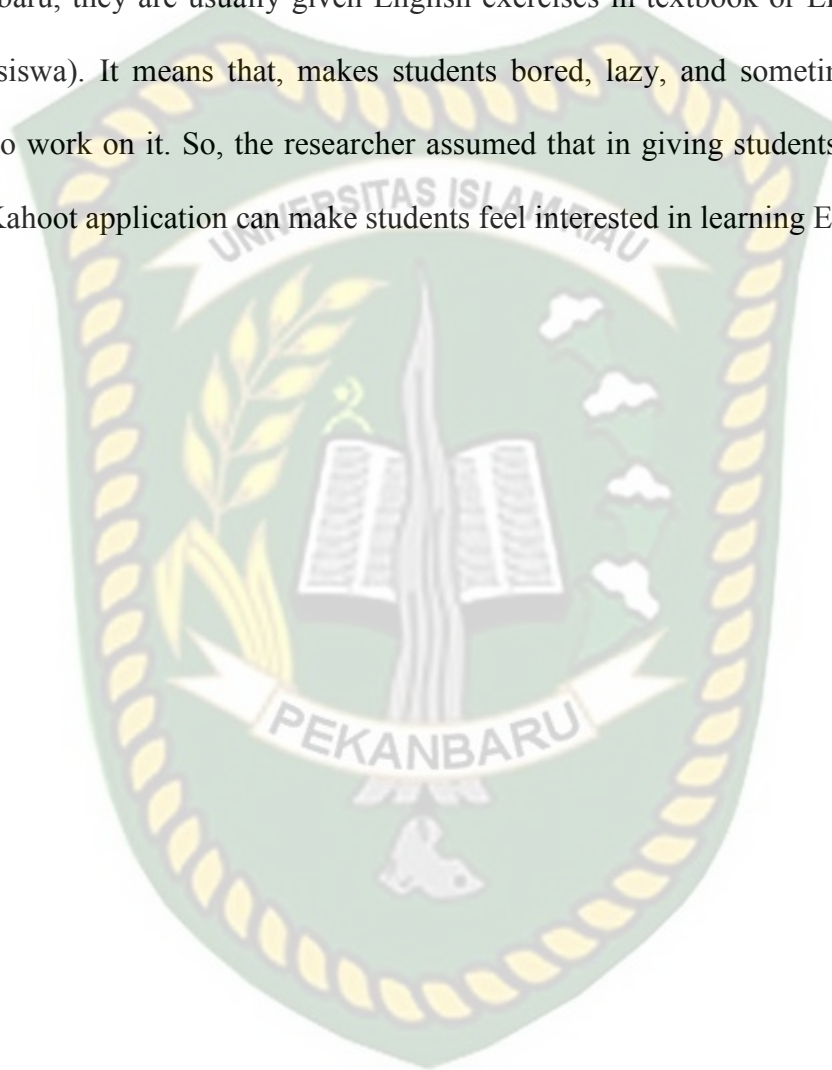 baru, they are usually given English exercises in textbook or
siswa). It means that, makes students bored, lazy, and
o work on it. So, the researcher assumed that in giving students
Kahoot application can make students feel interested in learning E
UNIVERSITAS ISLAM RIAU
PEKANBARU